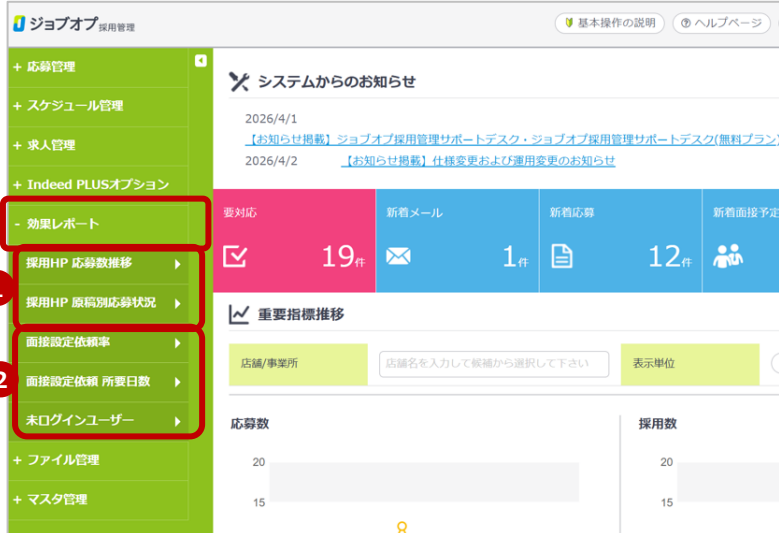 ジョブオプ 採用管理
基本操作の説明
ヘルプページ
+ 応募管理
+ スケジュール管理
+ 求人管理
+ Indeed PLUSオプション
- 効果レポート
採用HP 応募数推移
採用HP 原稿別応募状況
面接設定依頼率
2
面接設定依頼 所要日数
未ログインユーザー
+ ファイル管理
+ マスタ管理
システムからのお知らせ
2026/4/1
【お知らせ掲載】ジョブオプ採用管理サポートデスク・ジョブオプ採用管理サポートデスク(無料プラン)
2026/4/2 【お知らせ掲載】仕様変更および運用変更のお知らせ
要対応 新着メール 新着応募 新着面接予定
19件 1件 12件
重要指標推移
店舗/事業所 店舗名を入力して候補から選択して下さい 表示単位
応募数 採用数
20 20
15 15